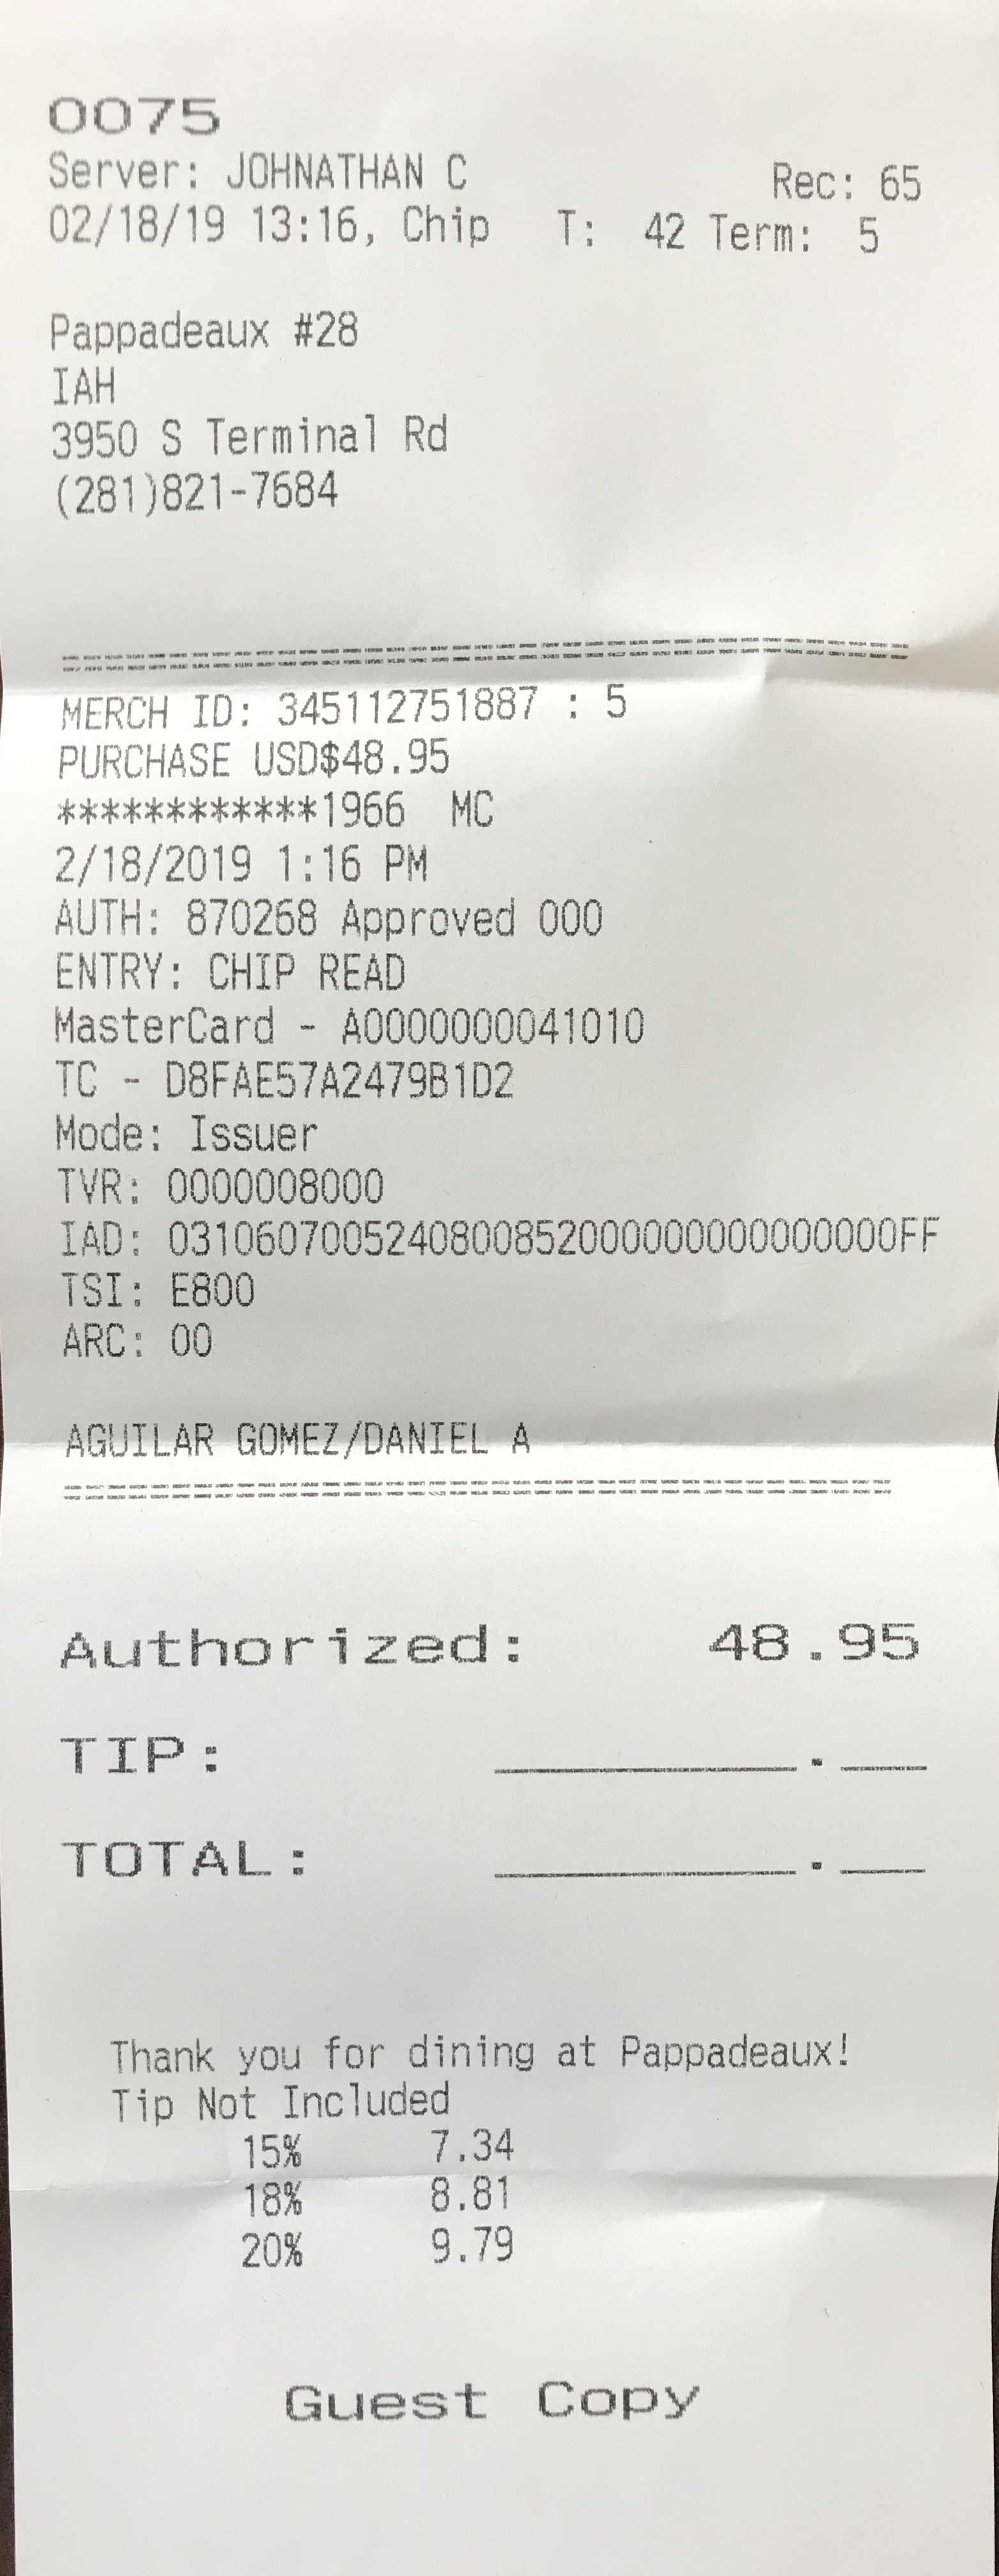 0075
Server: JOHNATHAN C Rec: 65
02/18/19 13:16, Chip T: 42 Term: 5
Pappadeaux #28
IAH
3950 S Terminal Rd
(281)821-7684
MERCH ID: 345112751887 : 5
PURCHASE USD$48.95
************1966 MC
2/18/2019 1:16 PM
AUTH: 870268 Approved 000
ENTRY: CHIP READ
MasterCard - A0000000041010
TC - D8FAE57A2479B1D2
Mode: Issuer
TVR: 0000008000
IAD: 0310607005240800852000000000000000FF
TSI: E800
ARC: 00
AGUILAR GOMEZ/DANIEL A
Authorized: 48.95
TIP: ______.__
TOTAL: ______.__
Thank you for dining at Pappadeaux!
Tip Not Included
15% 7.34
18% 8.81
20% 9.79
Guest Copy